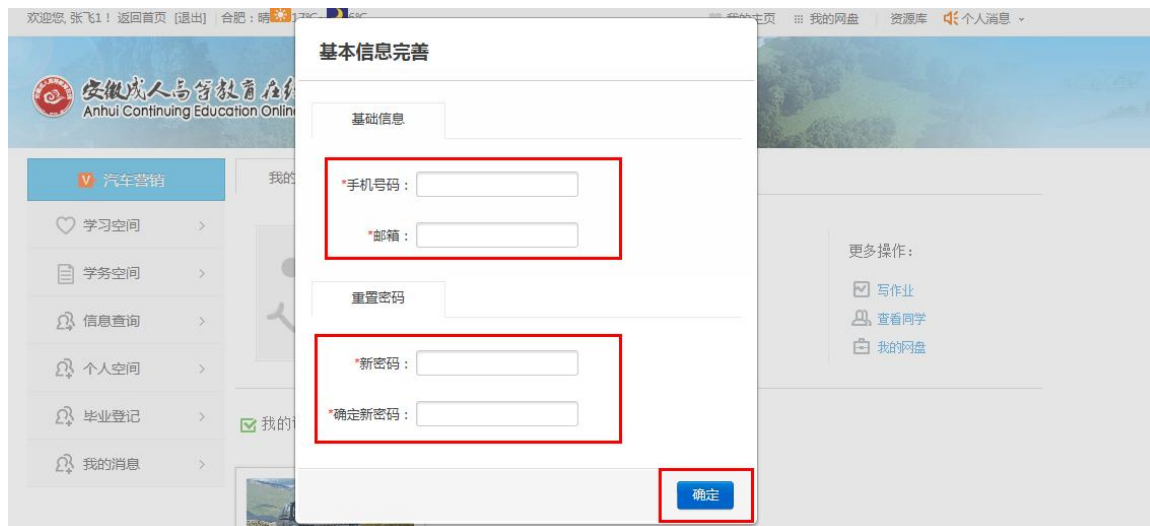 欢迎您, 张飞1! 返回首页 [退出] 合肥：晴
我的网盘 资源库 个人消息
基本信息完善
安徽成人高等教育在线
Anhui Continuing Education Online
基础信息
V 汽车营销
我的
*手机号码：
*邮箱：
学习空间
学务空间
信息查询
个人空间
毕业登记
我的消息
重置密码
*新密码：
*确定新密码：
更多操作：
写作业
查看同学
我的网盘
我的
确定